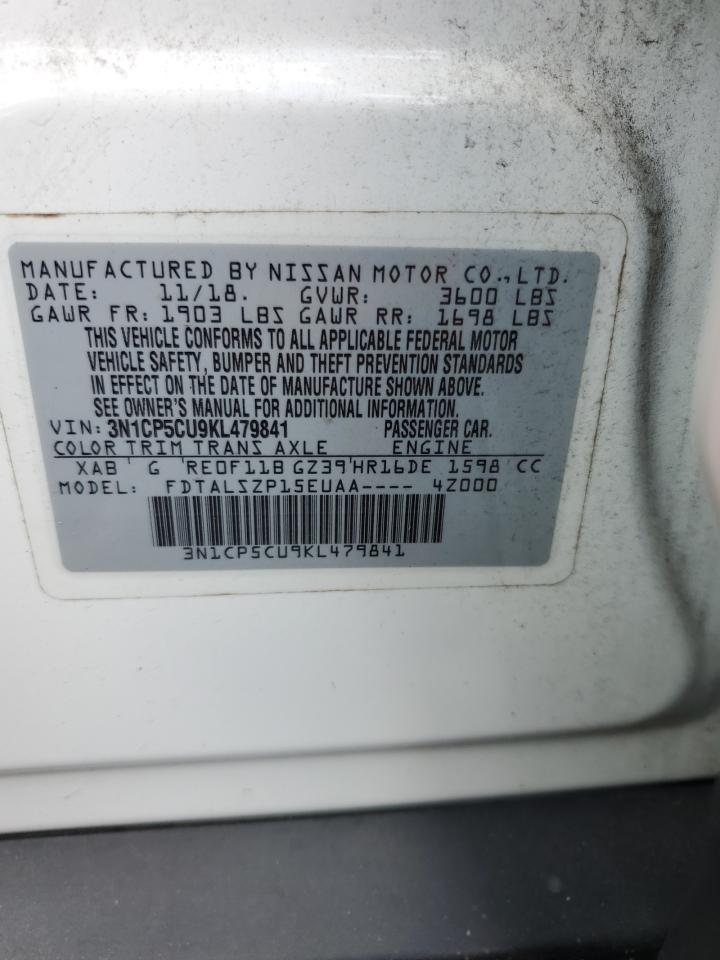 MANUFACTURED BY NISSAN MOTOR CO., LTD.
DATE: 11/18. GVWR: 3600 LBS
GAWR FR: 1903 LBS GAWR RR: 1698 LBS
THIS VEHICLE CONFORMS TO ALL APPLICABLE FEDERAL MOTOR
VEHICLE SAFETY, BUMPER AND THEFT PREVENTION STANDARDS
IN EFFECT ON THE DATE OF MANUFACTURE SHOWN ABOVE.
SEE OWNER'S MANUAL FOR ADDITIONAL INFORMATION.
VIN: 3N1CP5CU9KL479841 PASSENGER CAR.
COLOR TRIM TRANS AXLE ENGINE
XAB G RE0F11B GZ39 HR16DE 1598 CC
MODEL: FDTALSZP15EUAA---- 4Z000
3N1CP5CU9KL479841